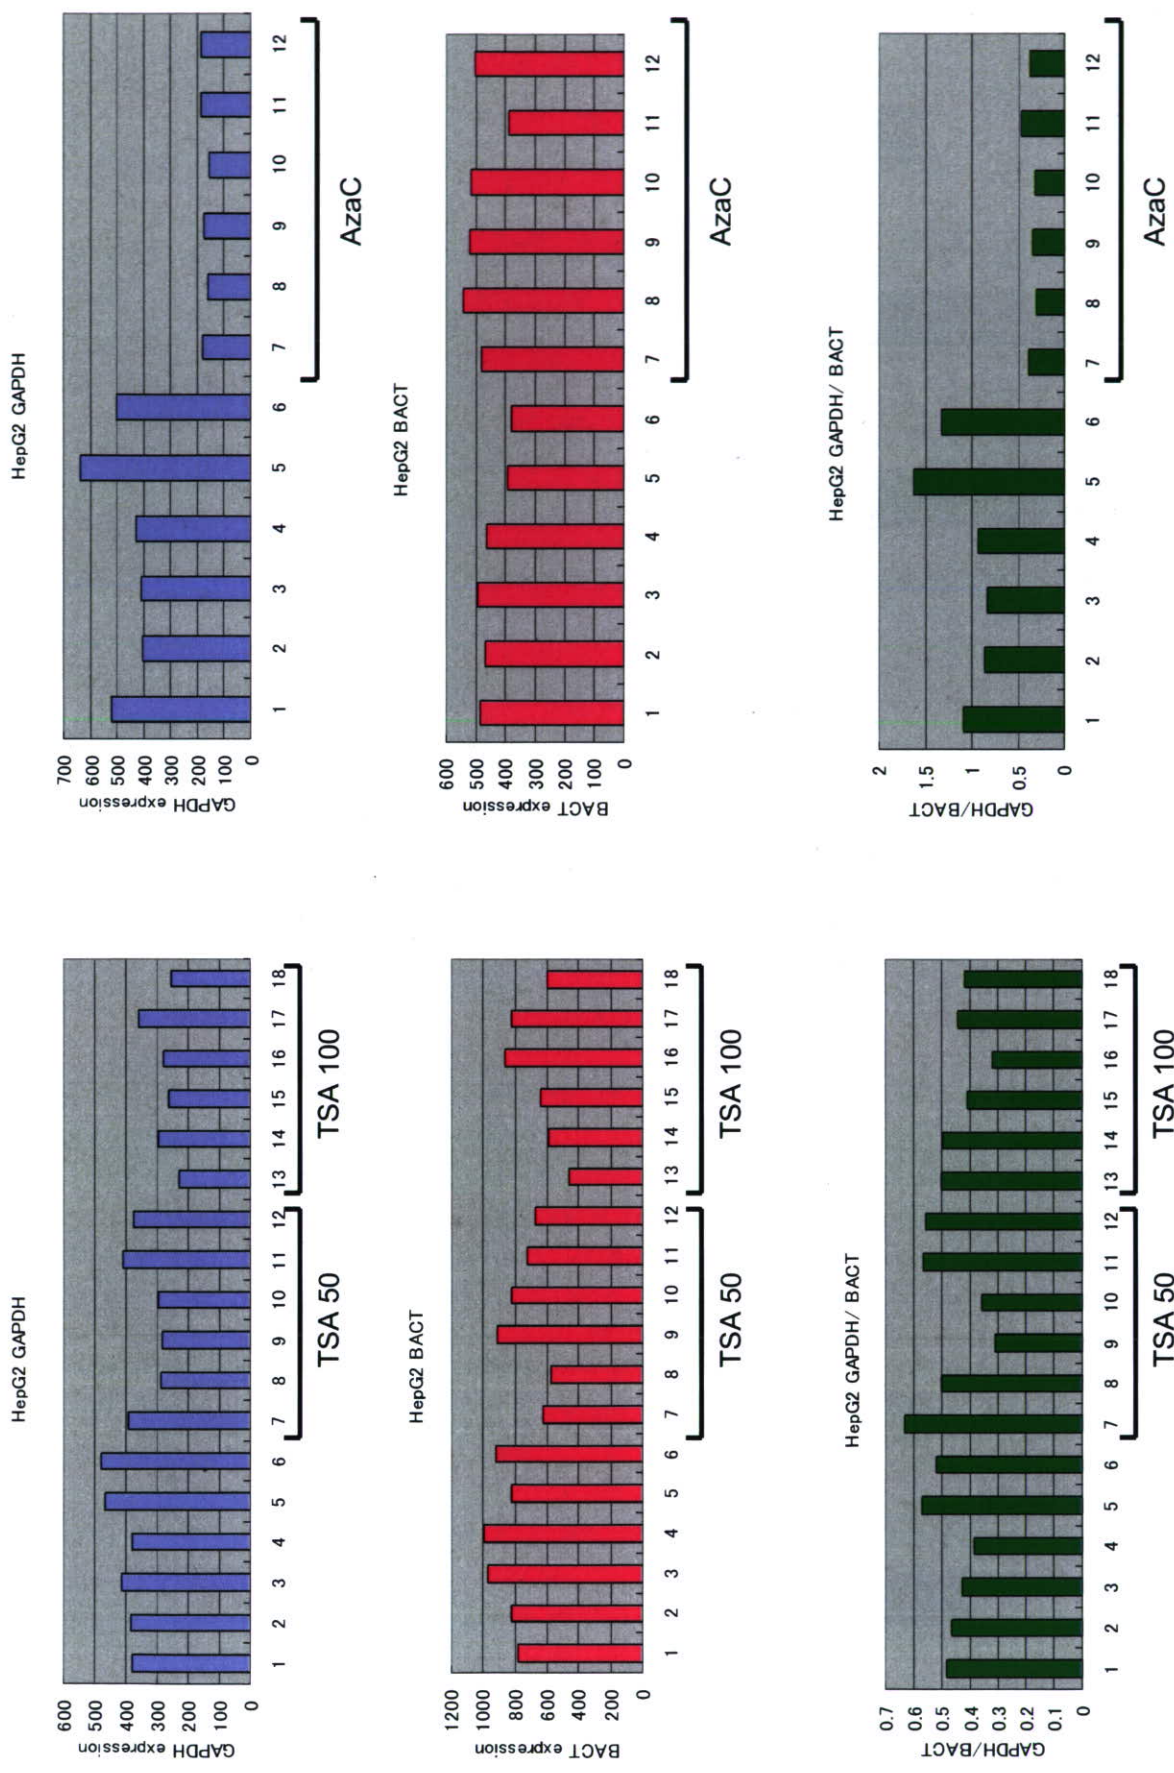 HepG2 GAPDH
GAPDH expression
600
500
400
300
200
100
0
1 2 3 4 5 6 7 8 9 10 11 12 13 14 15 16 17 18
TSA 50 TSA 100
HepG2 BACT
BACT expression
1200
1000
800
600
400
200
0
1 2 3 4 5 6 7 8 9 10 11 12 13 14 15 16 17 18
TSA 50 TSA 100
HepG2 GAPDH/ BACT
GAPDH/BACT
0.7
0.6
0.5
0.4
0.3
0.2
0.1
0
1 2 3 4 5 6 7 8 9 10 11 12 13 14 15 16 17 18
TSA 50 TSA 100
HepG2 GAPDH
GAPDH expression
700
600
500
400
300
200
100
0
1 2 3 4 5 6 7 8 9 10 11 12
AzaC
HepG2 BACT
BACT expression
600
500
400
300
200
100
0
1 2 3 4 5 6 7 8 9 10 11 12
AzaC
HepG2 GAPDH/ BACT
GAPDH/BACT
2
1.5
1
0.5
0
1 2 3 4 5 6 7 8 9 10 11 12
AzaC